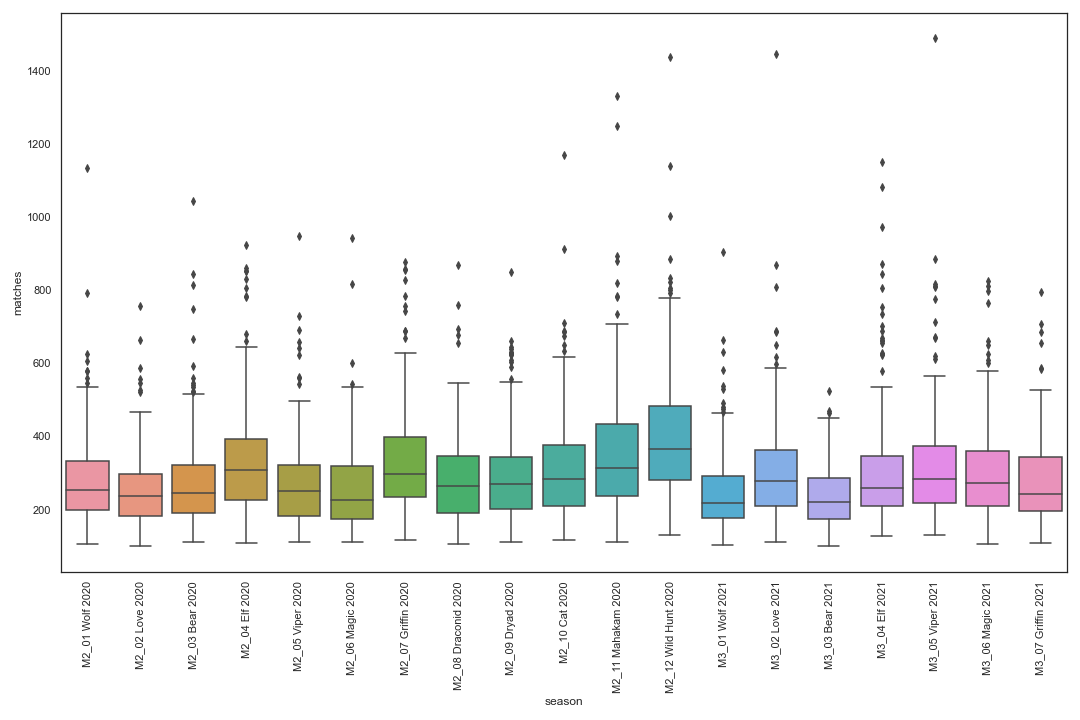 matches
1400
1200
1000
800
600
400
200
M2_01 Wolf 2020
M2_02 Love 2020
M2_03 Bear 2020
M2_04 Elf 2020
M2_05 Viper 2020
M2_06 Magic 2020
M2_07 Griffin 2020
M2_08 Draconid 2020
M2_09 Dryad 2020
M2_10 Cat 2020
M2_11 Mahakam 2020
M2_12 Wild Hunt 2020
M3_01 Wolf 2021
M3_02 Love 2021
M3_03 Bear 2021
M3_04 Elf 2021
M3_05 Viper 2021
M3_06 Magic 2021
M3_07 Griffin 2021
season